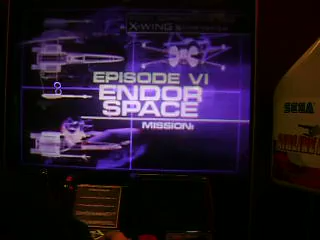 X-WING
EPISODE VI
ENDOR
SPACE
MISSION:
SEGA